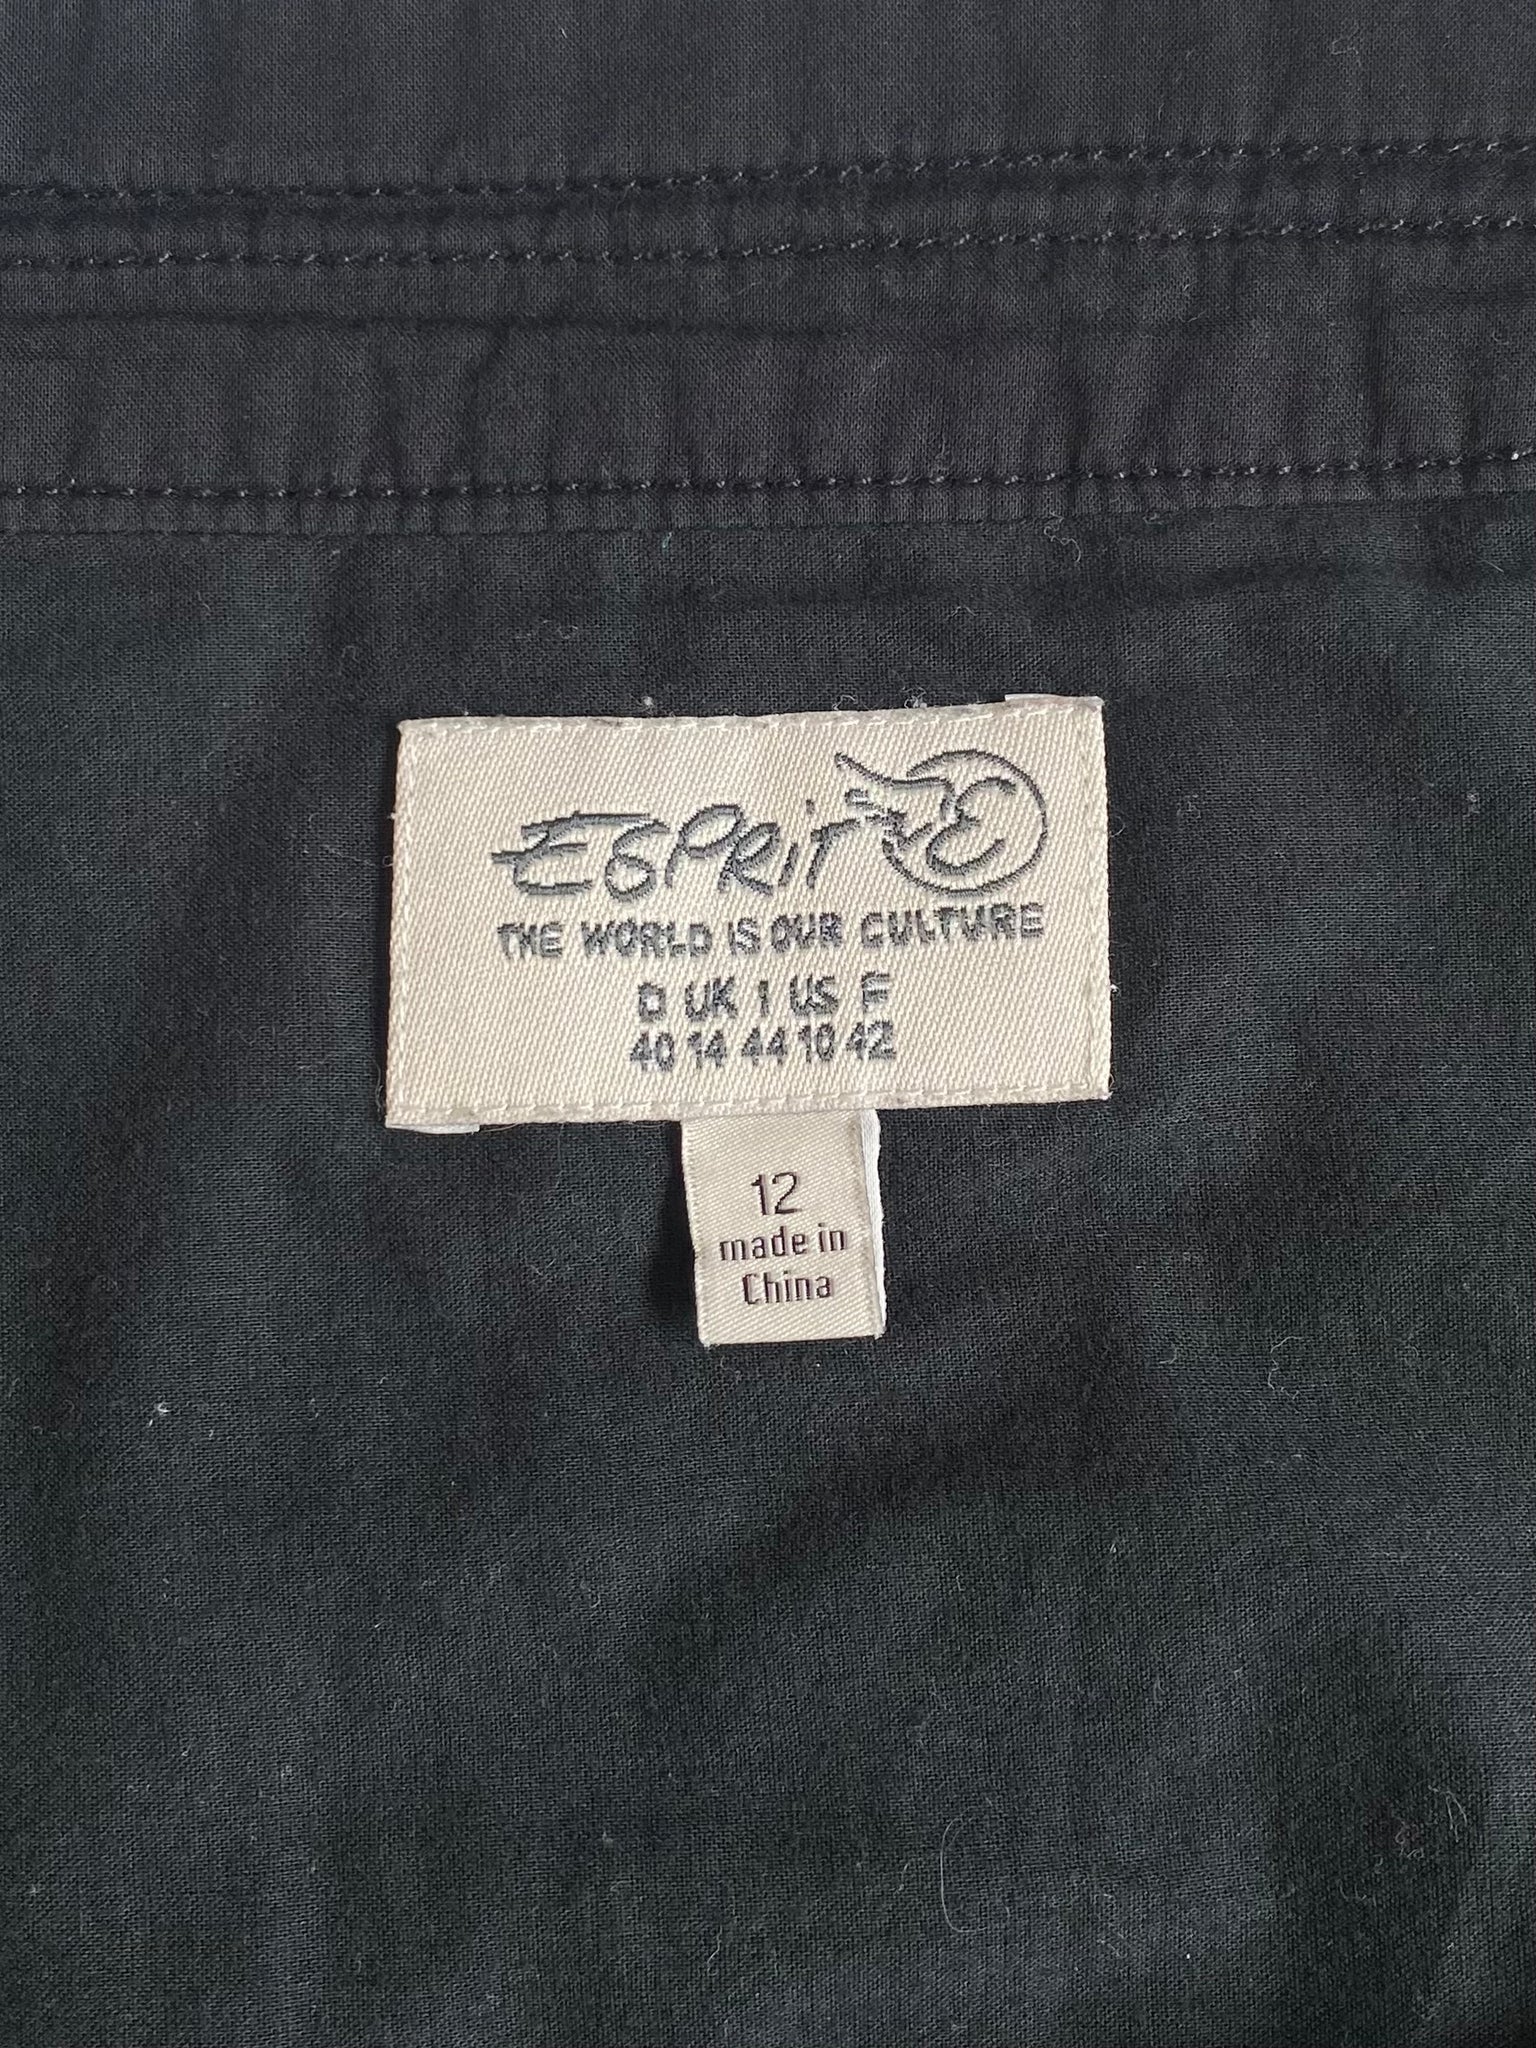 ESPRIT E
THE WORLD IS OUR CULTURE
D UK I US F
40 14 44 10 42
12
made in
China